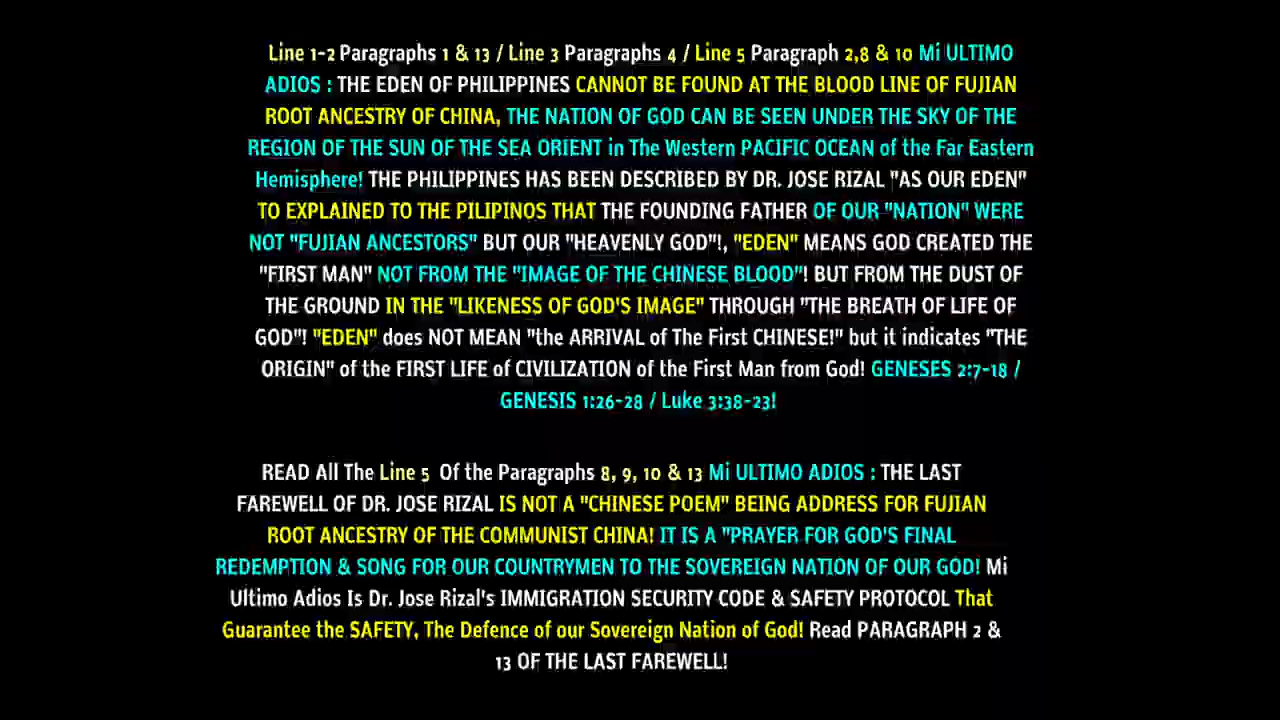 Line 1-2 Paragraphs 1 & 13 / Line 3 Paragraphs 4 / Line 5 Paragraph 2,8 & 10 Mi ULTIMO
ADIOS : THE EDEN OF PHILIPPINES CANNOT BE FOUND AT THE BLOOD LINE OF FUJIAN
ROOT ANCESTRY OF CHINA, THE NATION OF GOD CAN BE SEEN UNDER THE SKY OF THE
REGION OF THE SUN OF THE SEA ORIENT in The Western PACIFIC OCEAN of the Far Eastern
Hemisphere! THE PHILIPPINES HAS BEEN DESCRIBED BY DR. JOSE RIZAL "AS OUR EDEN"
TO EXPLAINED TO THE PILIPINOS THAT THE FOUNDING FATHER OF OUR "NATION" WERE
NOT "FUJIAN ANCESTORS" BUT OUR "HEAVENLY GOD"!, "EDEN" MEANS GOD CREATED THE
"FIRST MAN" NOT FROM THE "IMAGE OF THE CHINESE BLOOD"! BUT FROM THE DUST OF
THE GROUND IN THE "LIKENESS OF GOD'S IMAGE" THROUGH "THE BREATH OF LIFE OF
GOD"! "EDEN" does NOT MEAN "the ARRIVAL of The First CHINESE!" but it indicates "THE
ORIGIN" of the FIRST LIFE of CIVILIZATION of the First Man from God! GENESES 2:7-18 /
GENESIS 1:26-28 / Luke 3:38-23!
READ All The Line 5 Of the Paragraphs 8, 9, 10 & 13 Mi ULTIMO ADIOS : THE LAST
FAREWELL OF DR. JOSE RIZAL IS NOT A "CHINESE POEM" BEING ADDRESS FOR FUJIAN
ROOT ANCESTRY OF THE COMMUNIST CHINA! IT IS A "PRAYER FOR GOD'S FINAL
REDEMPTION & SONG FOR OUR COUNTRYMEN TO THE SOVEREIGN NATION OF OUR GOD! Mi
Ultimo Adios Is Dr. Jose Rizal's IMMIGRATION SECURITY CODE & SAFETY PROTOCOL That
Guarantee the SAFETY, The Defence of our Sovereign Nation of God! Read PARAGRAPH 2 &
13 OF THE LAST FAREWELL!